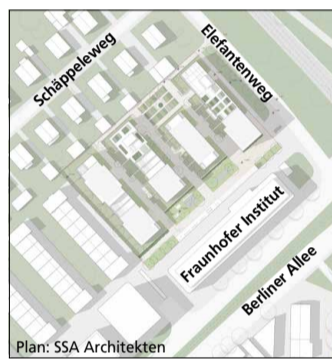 Schäppeleweg
Elefantenweg
Fraunhofer Institut
Berliner Allee
Plan: SSA Architekten